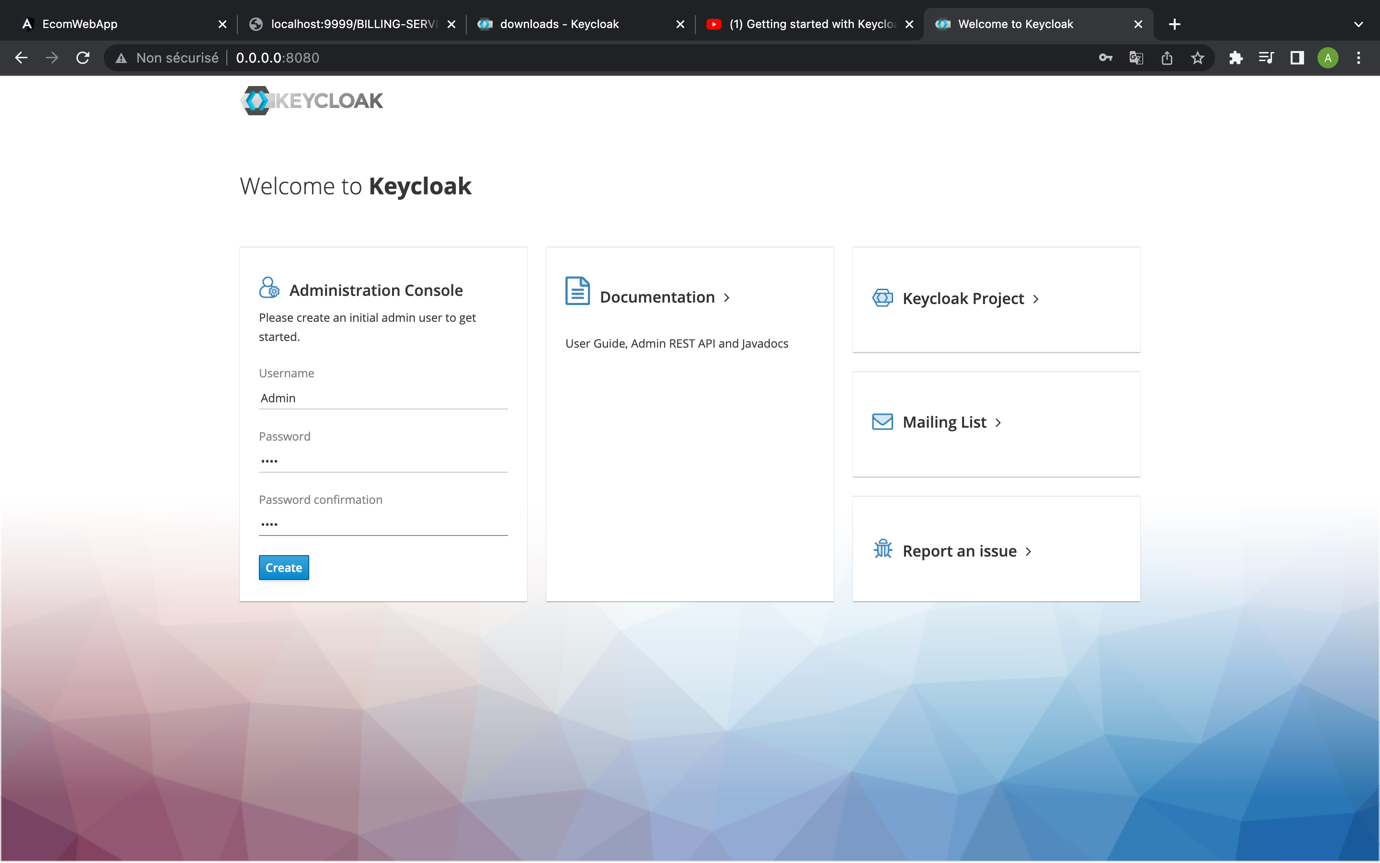 EcomWebApp
localhost:9999/BILLING-SERVI
downloads - Keycloak
(1) Getting started with Keyclo
Welcome to Keycloak
Non sécurisé
0.0.0.0:8080
A
KEYCLOAK
Welcome to Keycloak
Administration Console
Please create an initial admin user to get
started.
Username
Admin
Password
••••
Password confirmation
••••
Create
Documentation
User Guide, Admin REST API and Javadocs
Keycloak Project
Mailing List
Report an issue